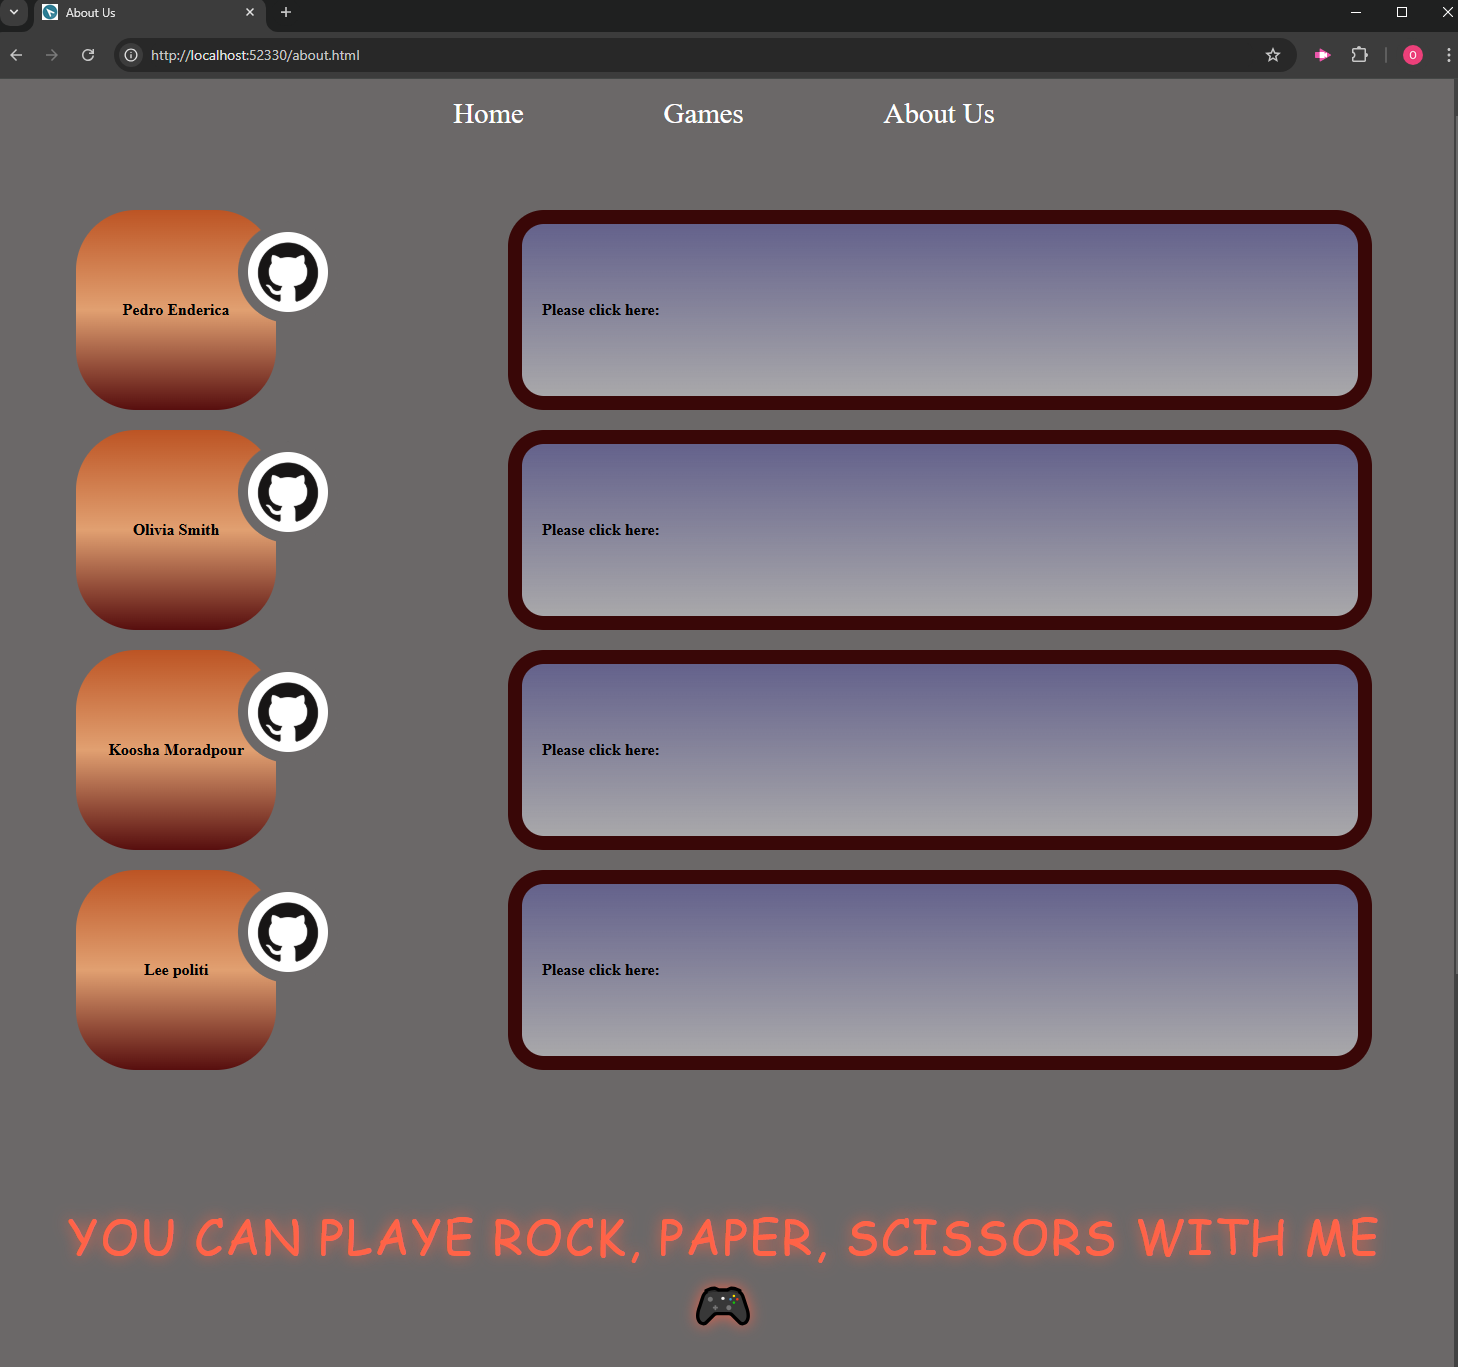 About Us
http://localhost:52330/about.html
O
Home Games About Us
Pedro Enderica
Please click here:
Olivia Smith
Please click here:
Koosha Moradpour
Please click here:
Lee politi
Please click here:
YOU CAN PLAYE ROCK, PAPER, SCISSORS WITH ME
🎮